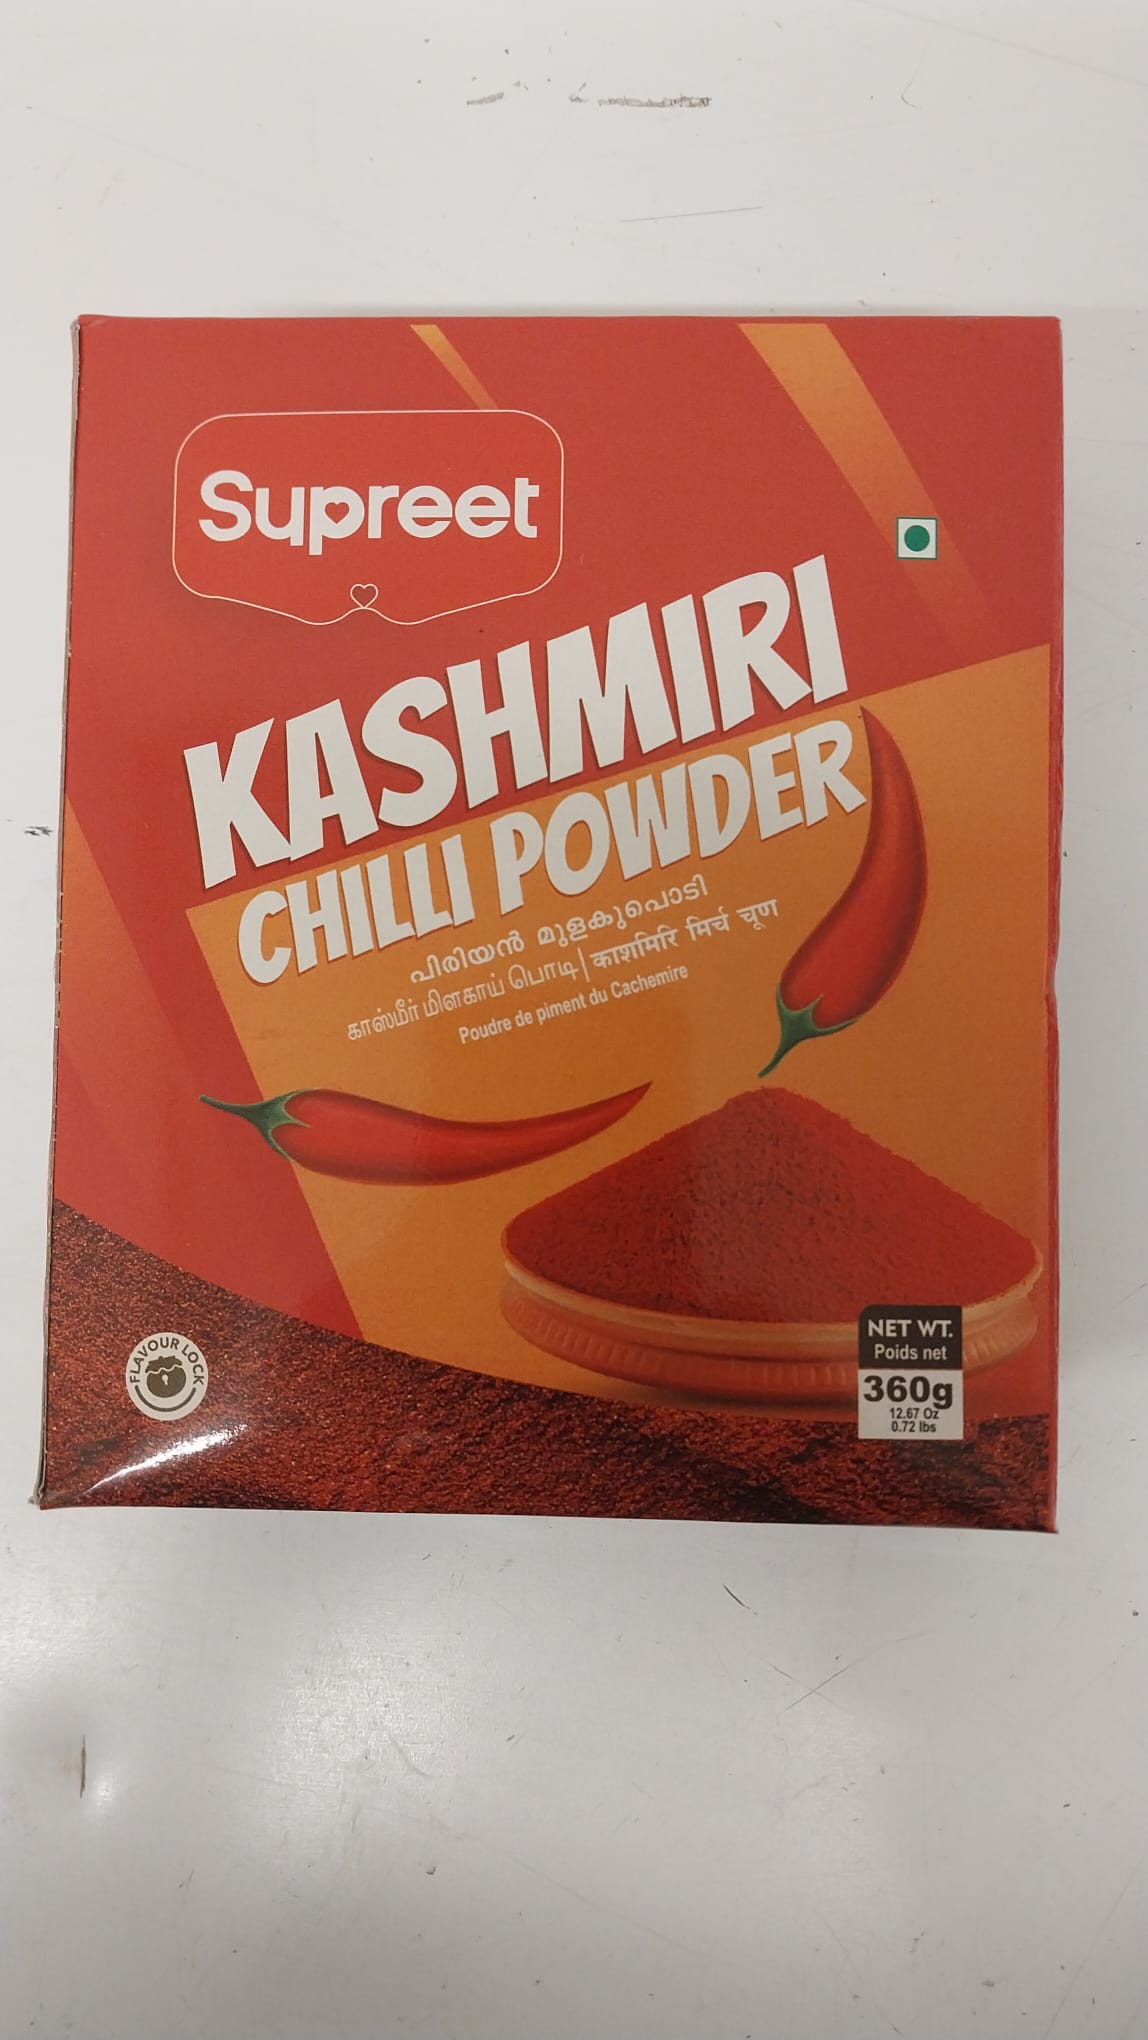 Supreet
KASHMIRI
CHILLI POWDER
പിരിയൻ മുളകുപൊടി
காஸ்மீர் மிளகாய் பொடி | काशमिरि मिर्च चूण
Poudre de piment du Cachemire
FLAVOUR LOCK
NET WT.
Poids net
360g
12.67 Oz
0.72 lbs